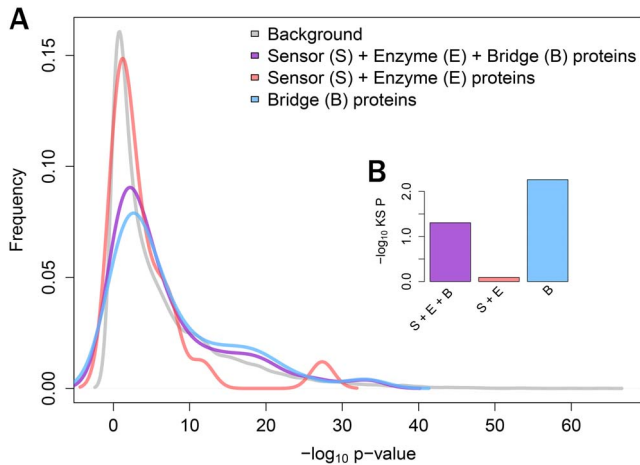 A
Frequency
0.00
0.05
0.10
0.15
Background
Sensor (S) + Enzyme (E) + Bridge (B) proteins
Sensor (S) + Enzyme (E) proteins
Bridge (B) proteins
B
−log10 KS P
0.0
1.0
2.0
S + E + B
S + E
B
0
10
20
30
40
50
60
−log10 p−value